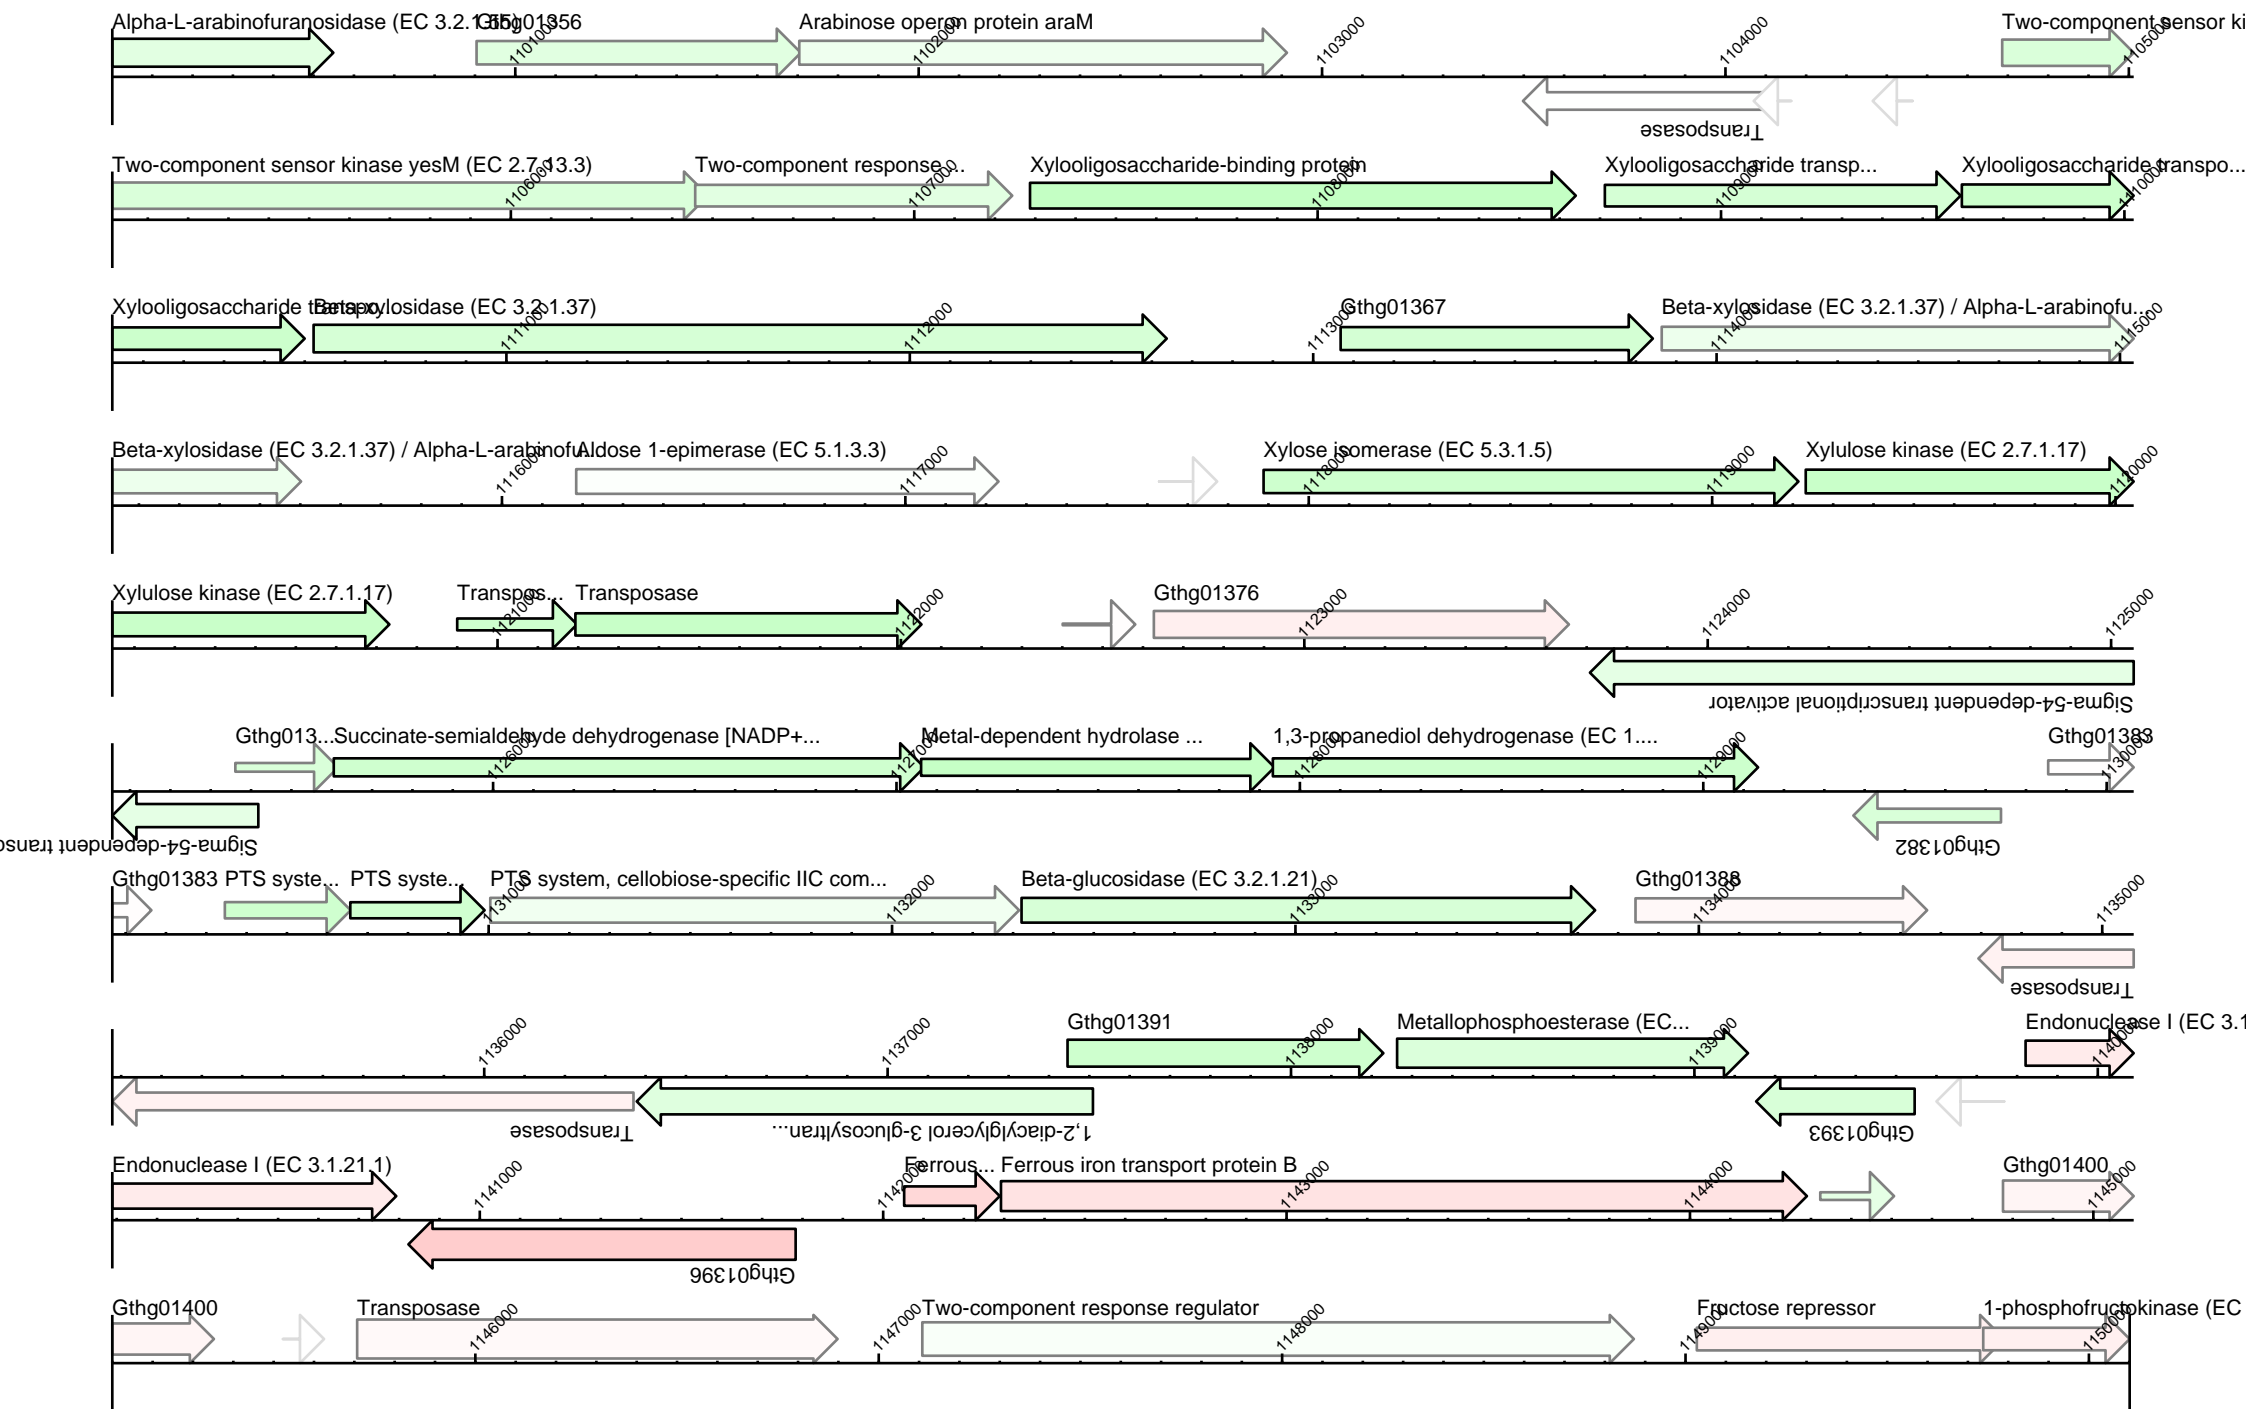 Alpha-L-arabinofuranosidase (EC 3.2.1.55) Gthg01356 Arabinose operon protein araM Two-component sensor ki
1101000 1102000 1103000 1104000 1105000
Transposase
Two-component sensor kinase yesM (EC 2.7.13.3) Two-component response... Xylooligosaccharide-binding protein Xylooligosaccharide transp... Xylooligosaccharide transpo...
1106000 1107000 1108000 1109000 1110000
Xylooligosaccharide transpo... Beta-xylosidase (EC 3.2.1.37) Gthg01367 Beta-xylosidase (EC 3.2.1.37) / Alpha-L-arabinofu...
1111000 1112000 1113000 1114000 1115000
Beta-xylosidase (EC 3.2.1.37) / Alpha-L-arabinofu... Aldose 1-epimerase (EC 5.1.3.3) Xylose isomerase (EC 5.3.1.5) Xylulose kinase (EC 2.7.1.17)
1116000 1117000 1118000 1119000 1120000
Xylulose kinase (EC 2.7.1.17) Transpos... Transposase Gthg01376
1121000 1122000 1123000 1124000 1125000
Sigma-54-dependent transcriptional activator
Gthg013... Succinate-semialdehyde dehydrogenase [NADP+... Metal-dependent hydrolase ... 1,3-propanediol dehydrogenase (EC 1.... Gthg01383
1126000 1127000 1128000 1129000 1130000
Sigma-54-dependent transc Gthg01382
Gthg01383 PTS syste... PTS syste... PTS system, cellobiose-specific IIC com... Beta-glucosidase (EC 3.2.1.21) Gthg01388
1131000 1132000 1133000 1134000 1135000
Transposase
Gthg01391 Metallophosphoesterase (EC... Endonuclease I (EC 3.1
1136000 1137000 1138000 1139000 1140000
Transposase 1,2-diacylglycerol 3-glucosyltran... Gthg01393
Endonuclease I (EC 3.1.21.1) Ferrous... Ferrous iron transport protein B Gthg01400
1141000 1142000 1143000 1144000 1145000
Gthg01396
Gthg01400 Transposase Two-component response regulator Fructose repressor 1-phosphofructokinase (EC
1146000 1147000 1148000 1149000 1150000